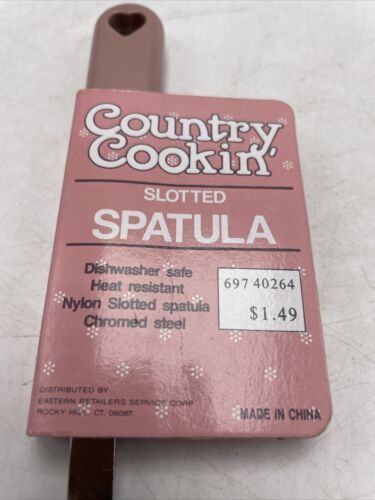 Country
Cookin'
SLOTTED
SPATULA
Dishwasher safe
Heat resistant
Nylon Slotted spatula
Chromed steel
697 40264
$1.49
DISTRIBUTED BY
EASTERN RETAILERS SERVICE CORP
ROCKY HILL, CT. 06067
MADE IN CHINA